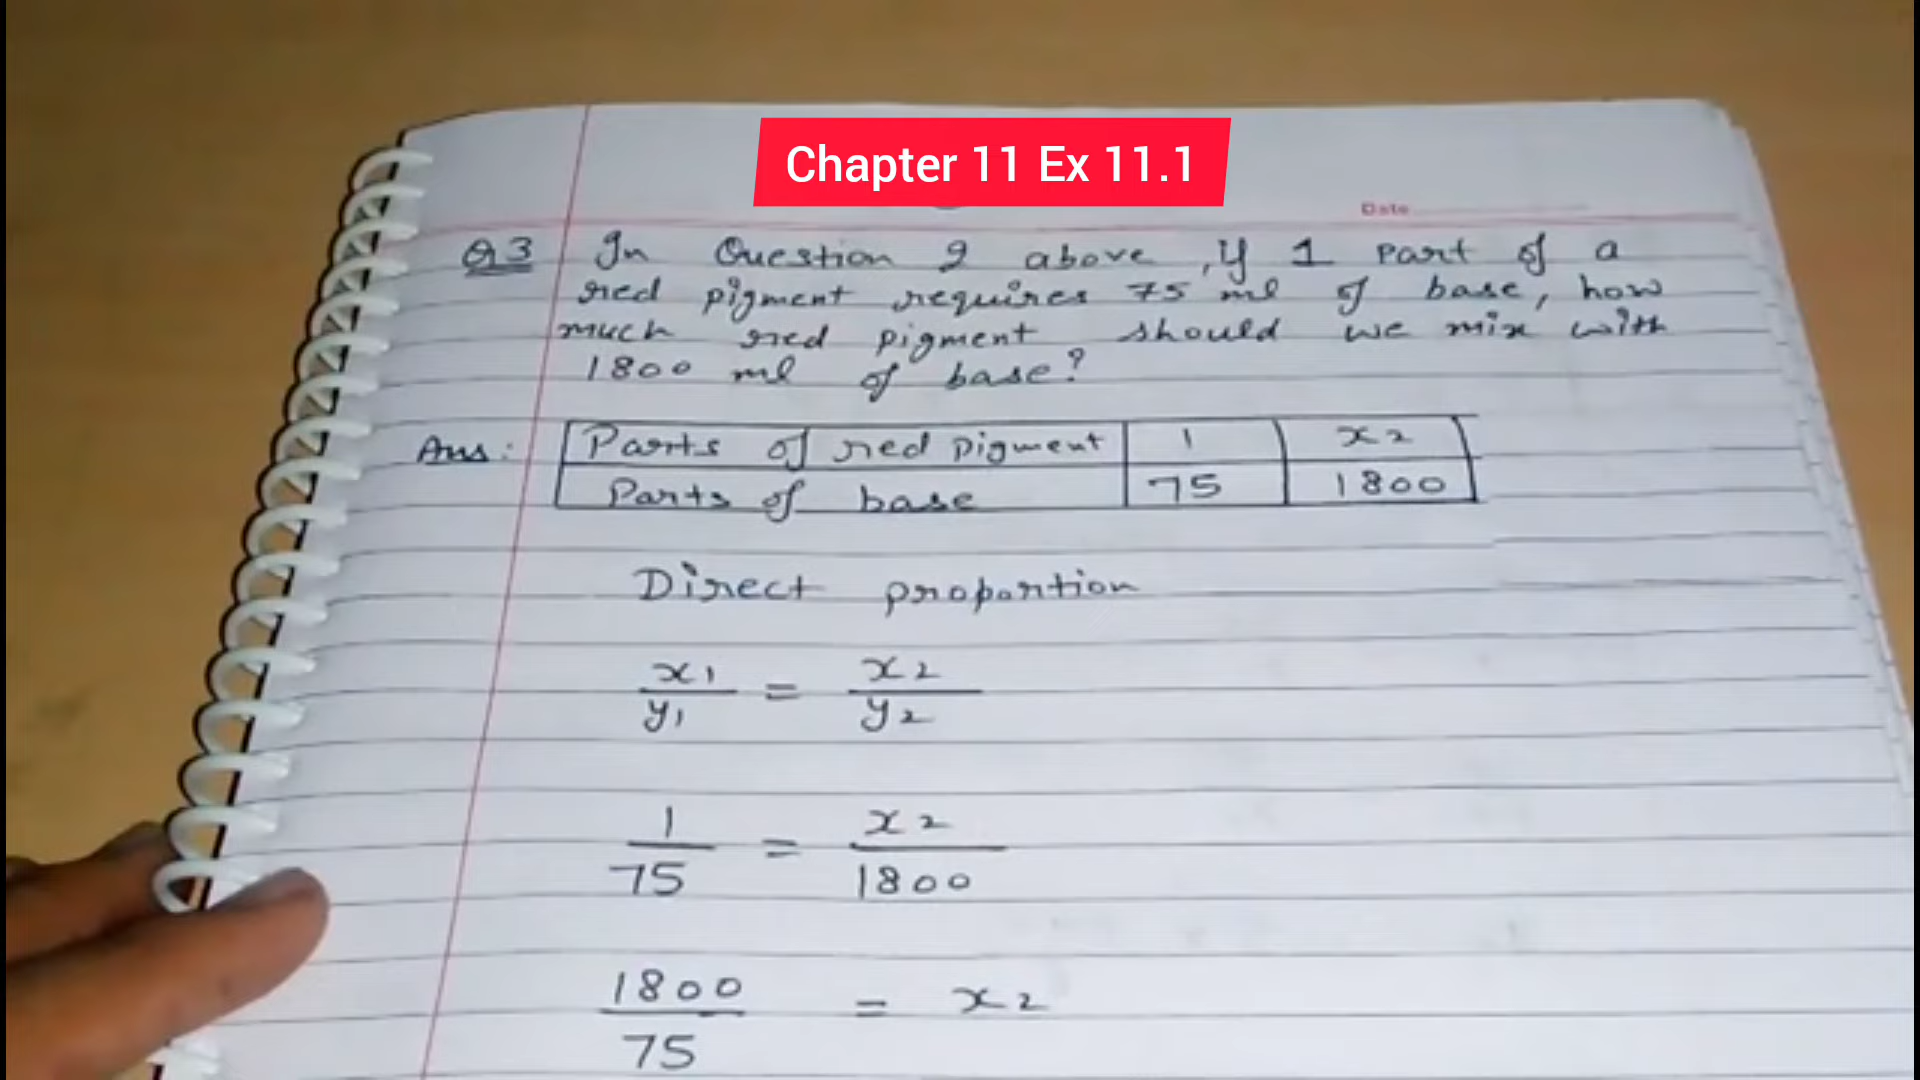 Chapter 11 Ex 11.1
Date
Q3 In Question 2 above, if 1 part of a
red pigment requires 75 ml of base, how
much red pigment should we mix with
1800 ml of base?
Ans: Parts of red pigment 1 x2
Parts of base 75 1800
Direct proportion
x1/y1 = x2/y2
1/75 = x2/1800
1800/75 = x2